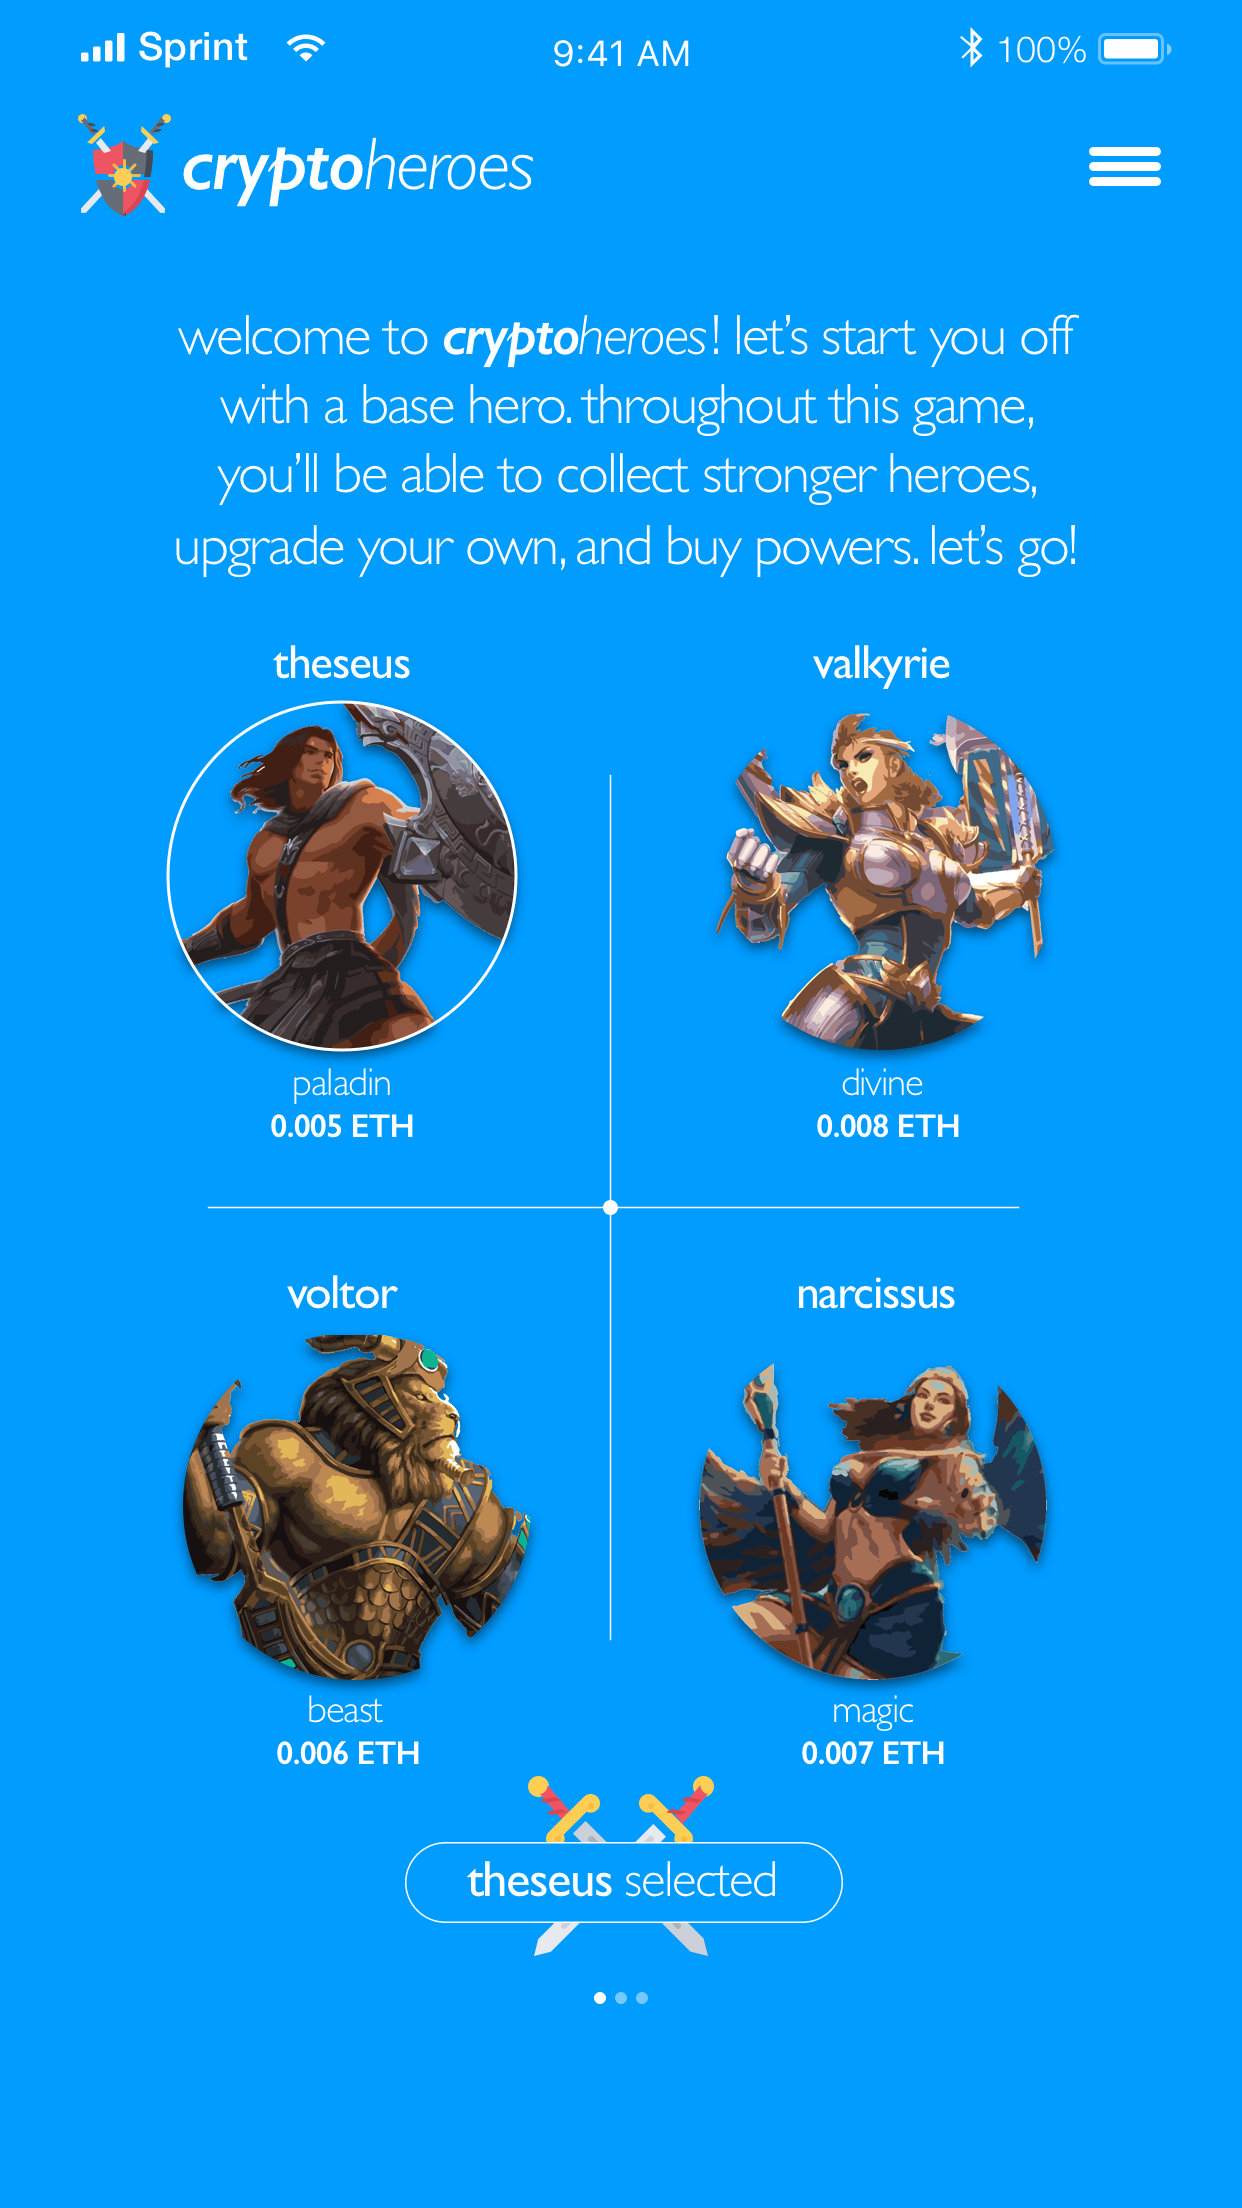 Sprint 9:41 AM 100%
cryptoheroes
welcome to cryptoheroes! let's start you off
with a base hero. throughout this game,
you'll be able to collect stronger heroes,
upgrade your own, and buy powers. let's go!
theseus
paladin
0.005 ETH
valkyrie
divine
0.008 ETH
voltor
beast
0.006 ETH
narcissus
magic
0.007 ETH
theseus selected